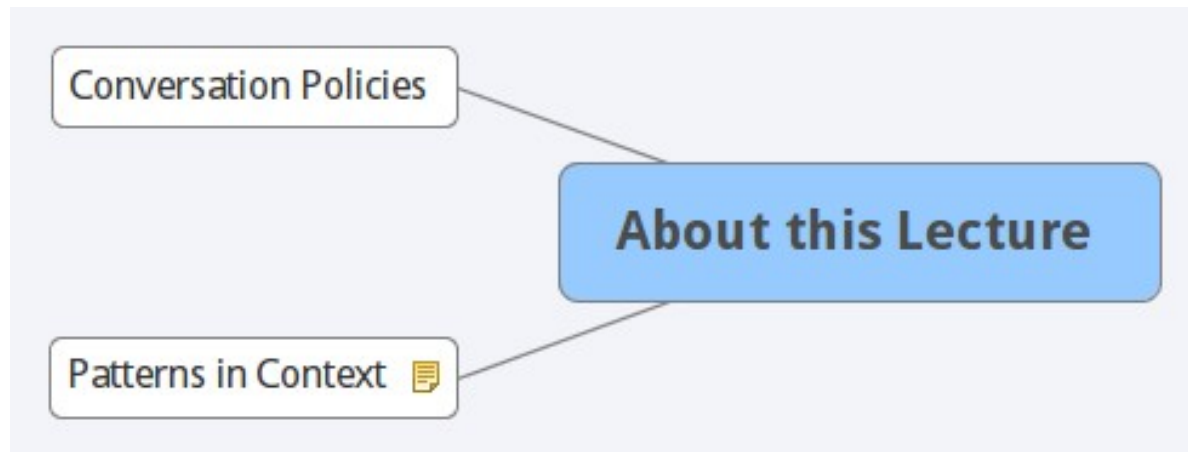 Conversation Policies
About this Lecture
Patterns in Context